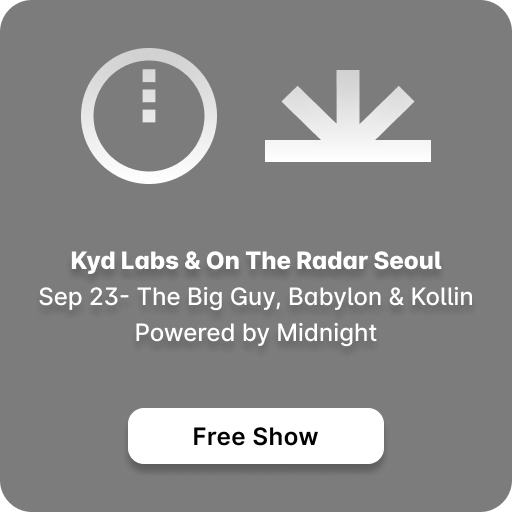 Kyd Labs & On The Radar Seoul
Sep 23- The Big Guy, Babylon & Kollin
Powered by Midnight
Free Show